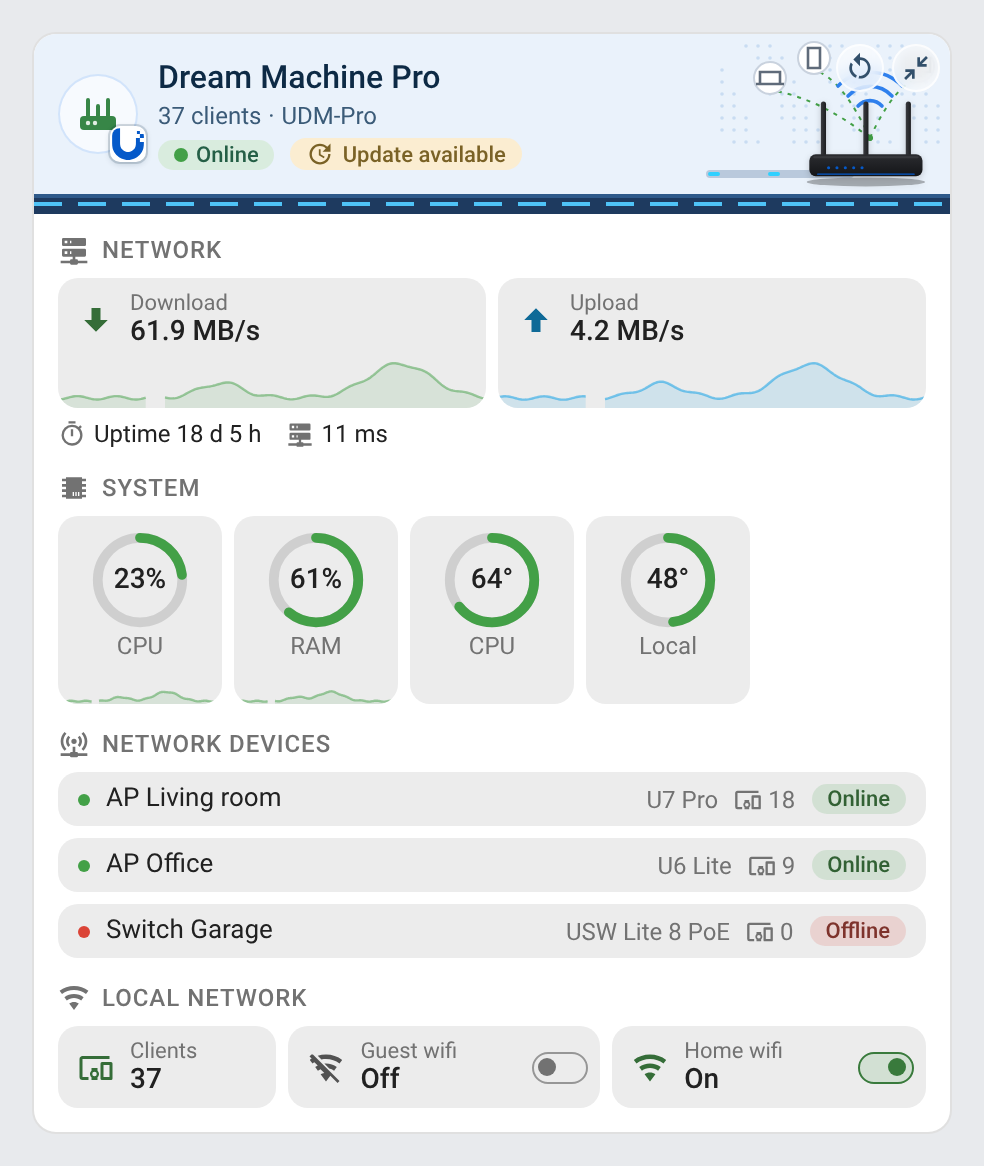 Dream Machine Pro
37 clients · UDM-Pro
Online
Update available
NETWORK
Download
61.9 MB/s
Upload
4.2 MB/s
Uptime 18 d 5 h
11 ms
SYSTEM
23%
CPU
61%
RAM
64°
CPU
48°
Local
NETWORK DEVICES
AP Living room
U7 Pro
18
Online
AP Office
U6 Lite
9
Online
Switch Garage
USW Lite 8 PoE
0
Offline
LOCAL NETWORK
Clients
37
Guest wifi
Off
Home wifi
On